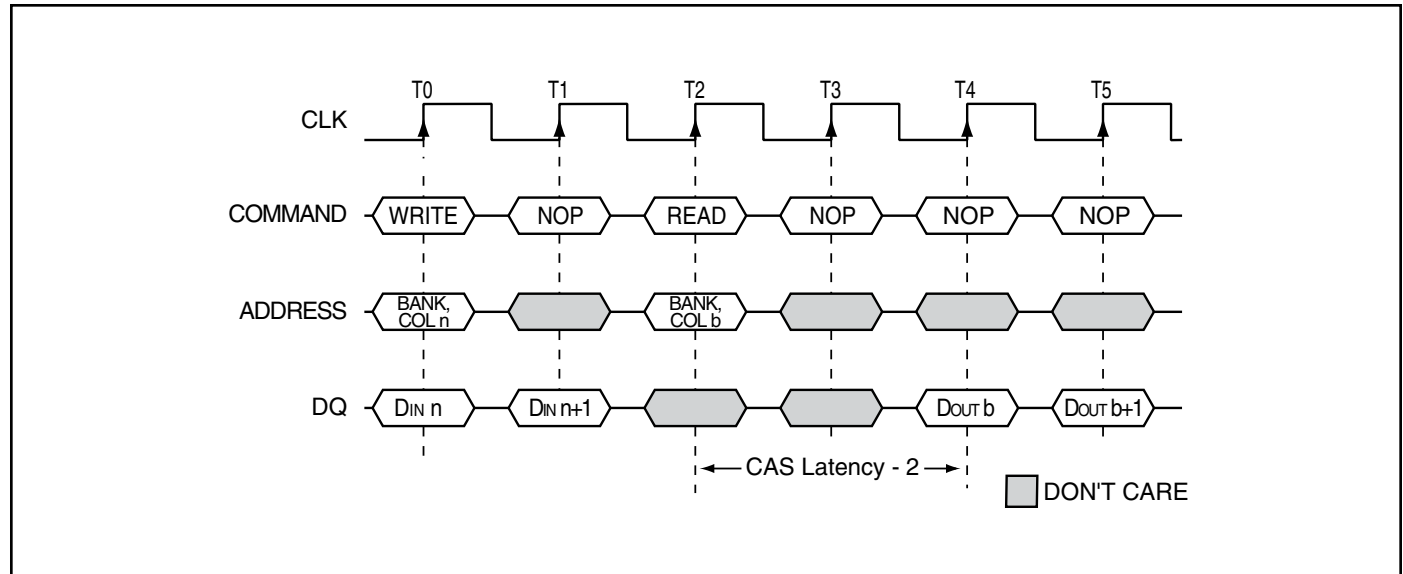 T0 T1 T2 T3 T4 T5
CLK
COMMAND WRITE NOP READ NOP NOP NOP
ADDRESS BANK, COL n BANK, COL b
DQ DIN n DIN n+1 DOUT b DOUT b+1
CAS Latency - 2
DON'T CARE